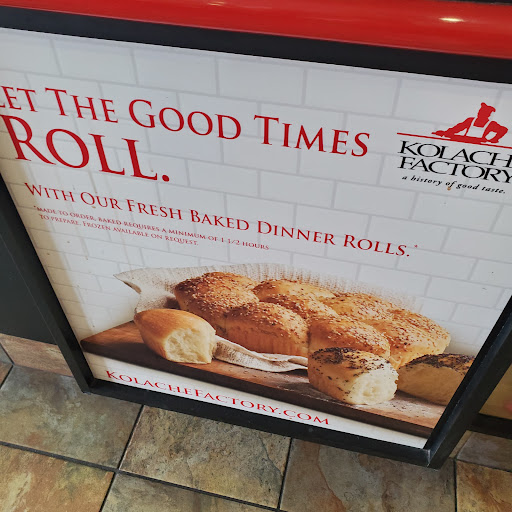 LET THE GOOD TIMES
ROLL.
WITH OUR FRESH BAKED DINNER ROLLS.*
*MADE TO ORDER, BAKED REQUIRES A MINIMUM OF 1 1/2 HOURS
TO PREPARE. FROZEN AVAILABLE ON REQUEST.
KOLACHE
FACTORY
a history of good taste.
KOLACHEFACTORY.COM